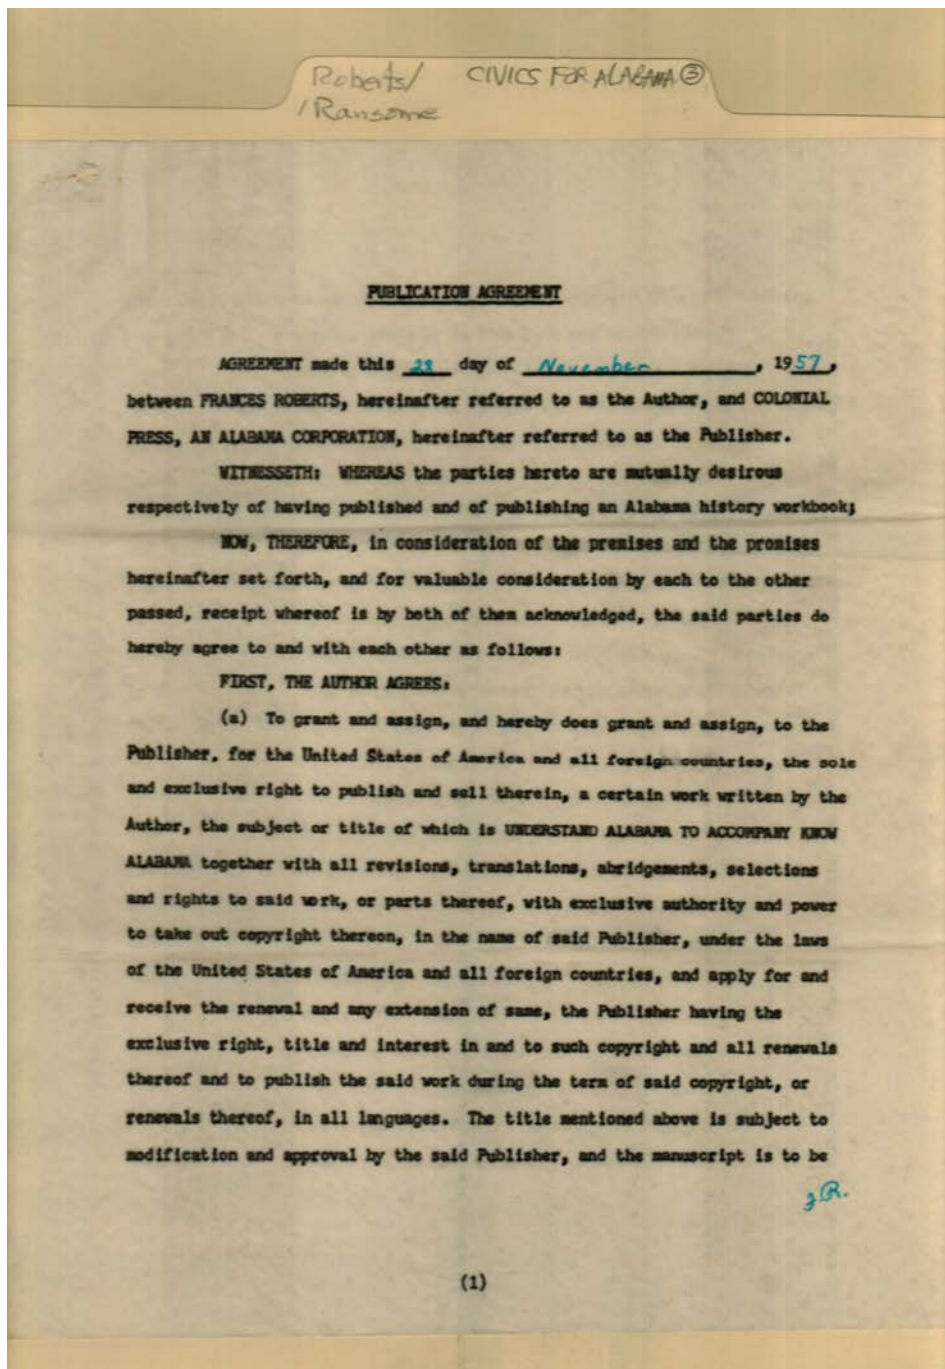 Roberts/ CIVICS FOR ALABAMA ③
/Ransome
PUBLICATION AGREEMENT
AGREEMENT made this 28 day of November, 1957,
between FRANCES ROBERTS, hereinafter referred to as the Author, and COLONIAL
PRESS, AN ALABAMA CORPORATION, hereinafter referred to as the Publisher.
WITNESSETH: WHEREAS the parties hereto are mutually desirous
respectively of having published and of publishing an Alabama history workbook;
NOW, THEREFORE, in consideration of the premises and the promises
hereinafter set forth, and for valuable consideration by each to the other
passed, receipt whereof is by both of them acknowledged, the said parties do
hereby agree to and with each other as follows:
FIRST, THE AUTHOR AGREES:
(a) To grant and assign, and hereby does grant and assign, to the
Publisher, for the United States of America and all foreign countries, the sole
and exclusive right to publish and sell therein, a certain work written by the
Author, the subject or title of which is UNDERSTAND ALABAMA TO ACCOMPANY KNOW
ALABAMA together with all revisions, translations, abridgements, selections
and rights to said work, or parts thereof, with exclusive authority and power
to take out copyright thereon, in the name of said Publisher, under the laws
of the United States of America and all foreign countries, and apply for and
receive the renewal and any extension of same, the Publisher having the
exclusive right, title and interest in and to such copyright and all renewals
thereof and to publish the said work during the term of said copyright, or
renewals thereof, in all languages. The title mentioned above is subject to
modification and approval by the said Publisher, and the manuscript is to be
F.R.
(1)